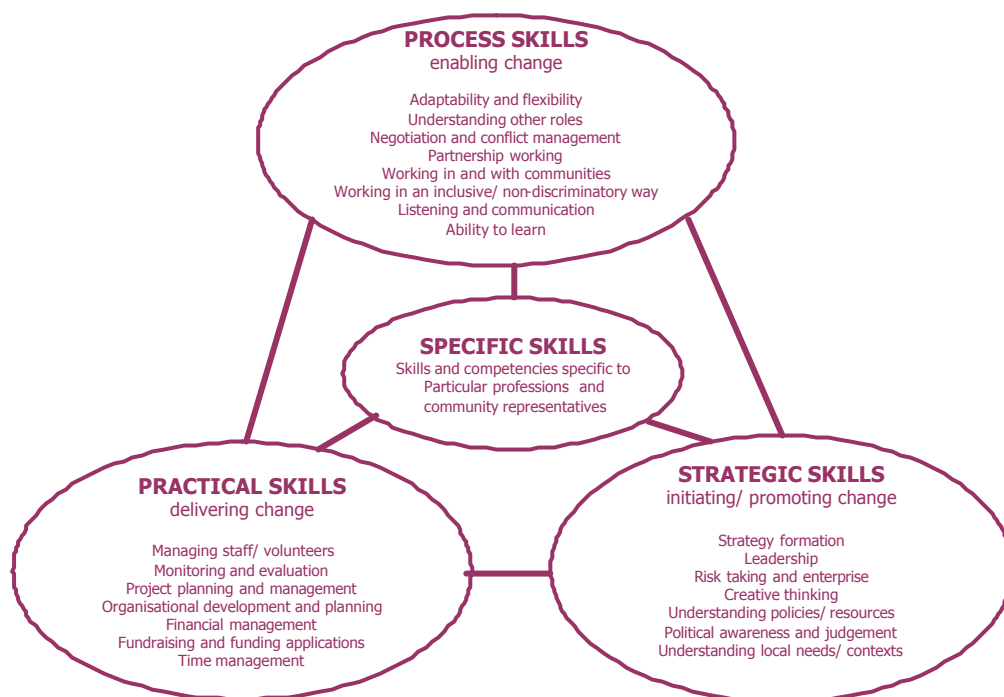 PROCESS SKILLS
enabling change
Adaptability and flexibility
Understanding other roles
Negotiation and conflict management
Partnership working
Working in and with communities
Working in an inclusive/ non-discriminatory way
Listening and communication
Ability to learn
SPECIFIC SKILLS
Skills and competencies specific to
Particular professions and
community representatives
PRACTICAL SKILLS
delivering change
Managing staff/ volunteers
Monitoring and evaluation
Project planning and management
Organisational development and planning
Financial management
Fundraising and funding applications
Time management
STRATEGIC SKILLS
initiating/ promoting change
Strategy formation
Leadership
Risk taking and enterprise
Creative thinking
Understanding policies/ resources
Political awareness and judgement
Understanding local needs/ contexts